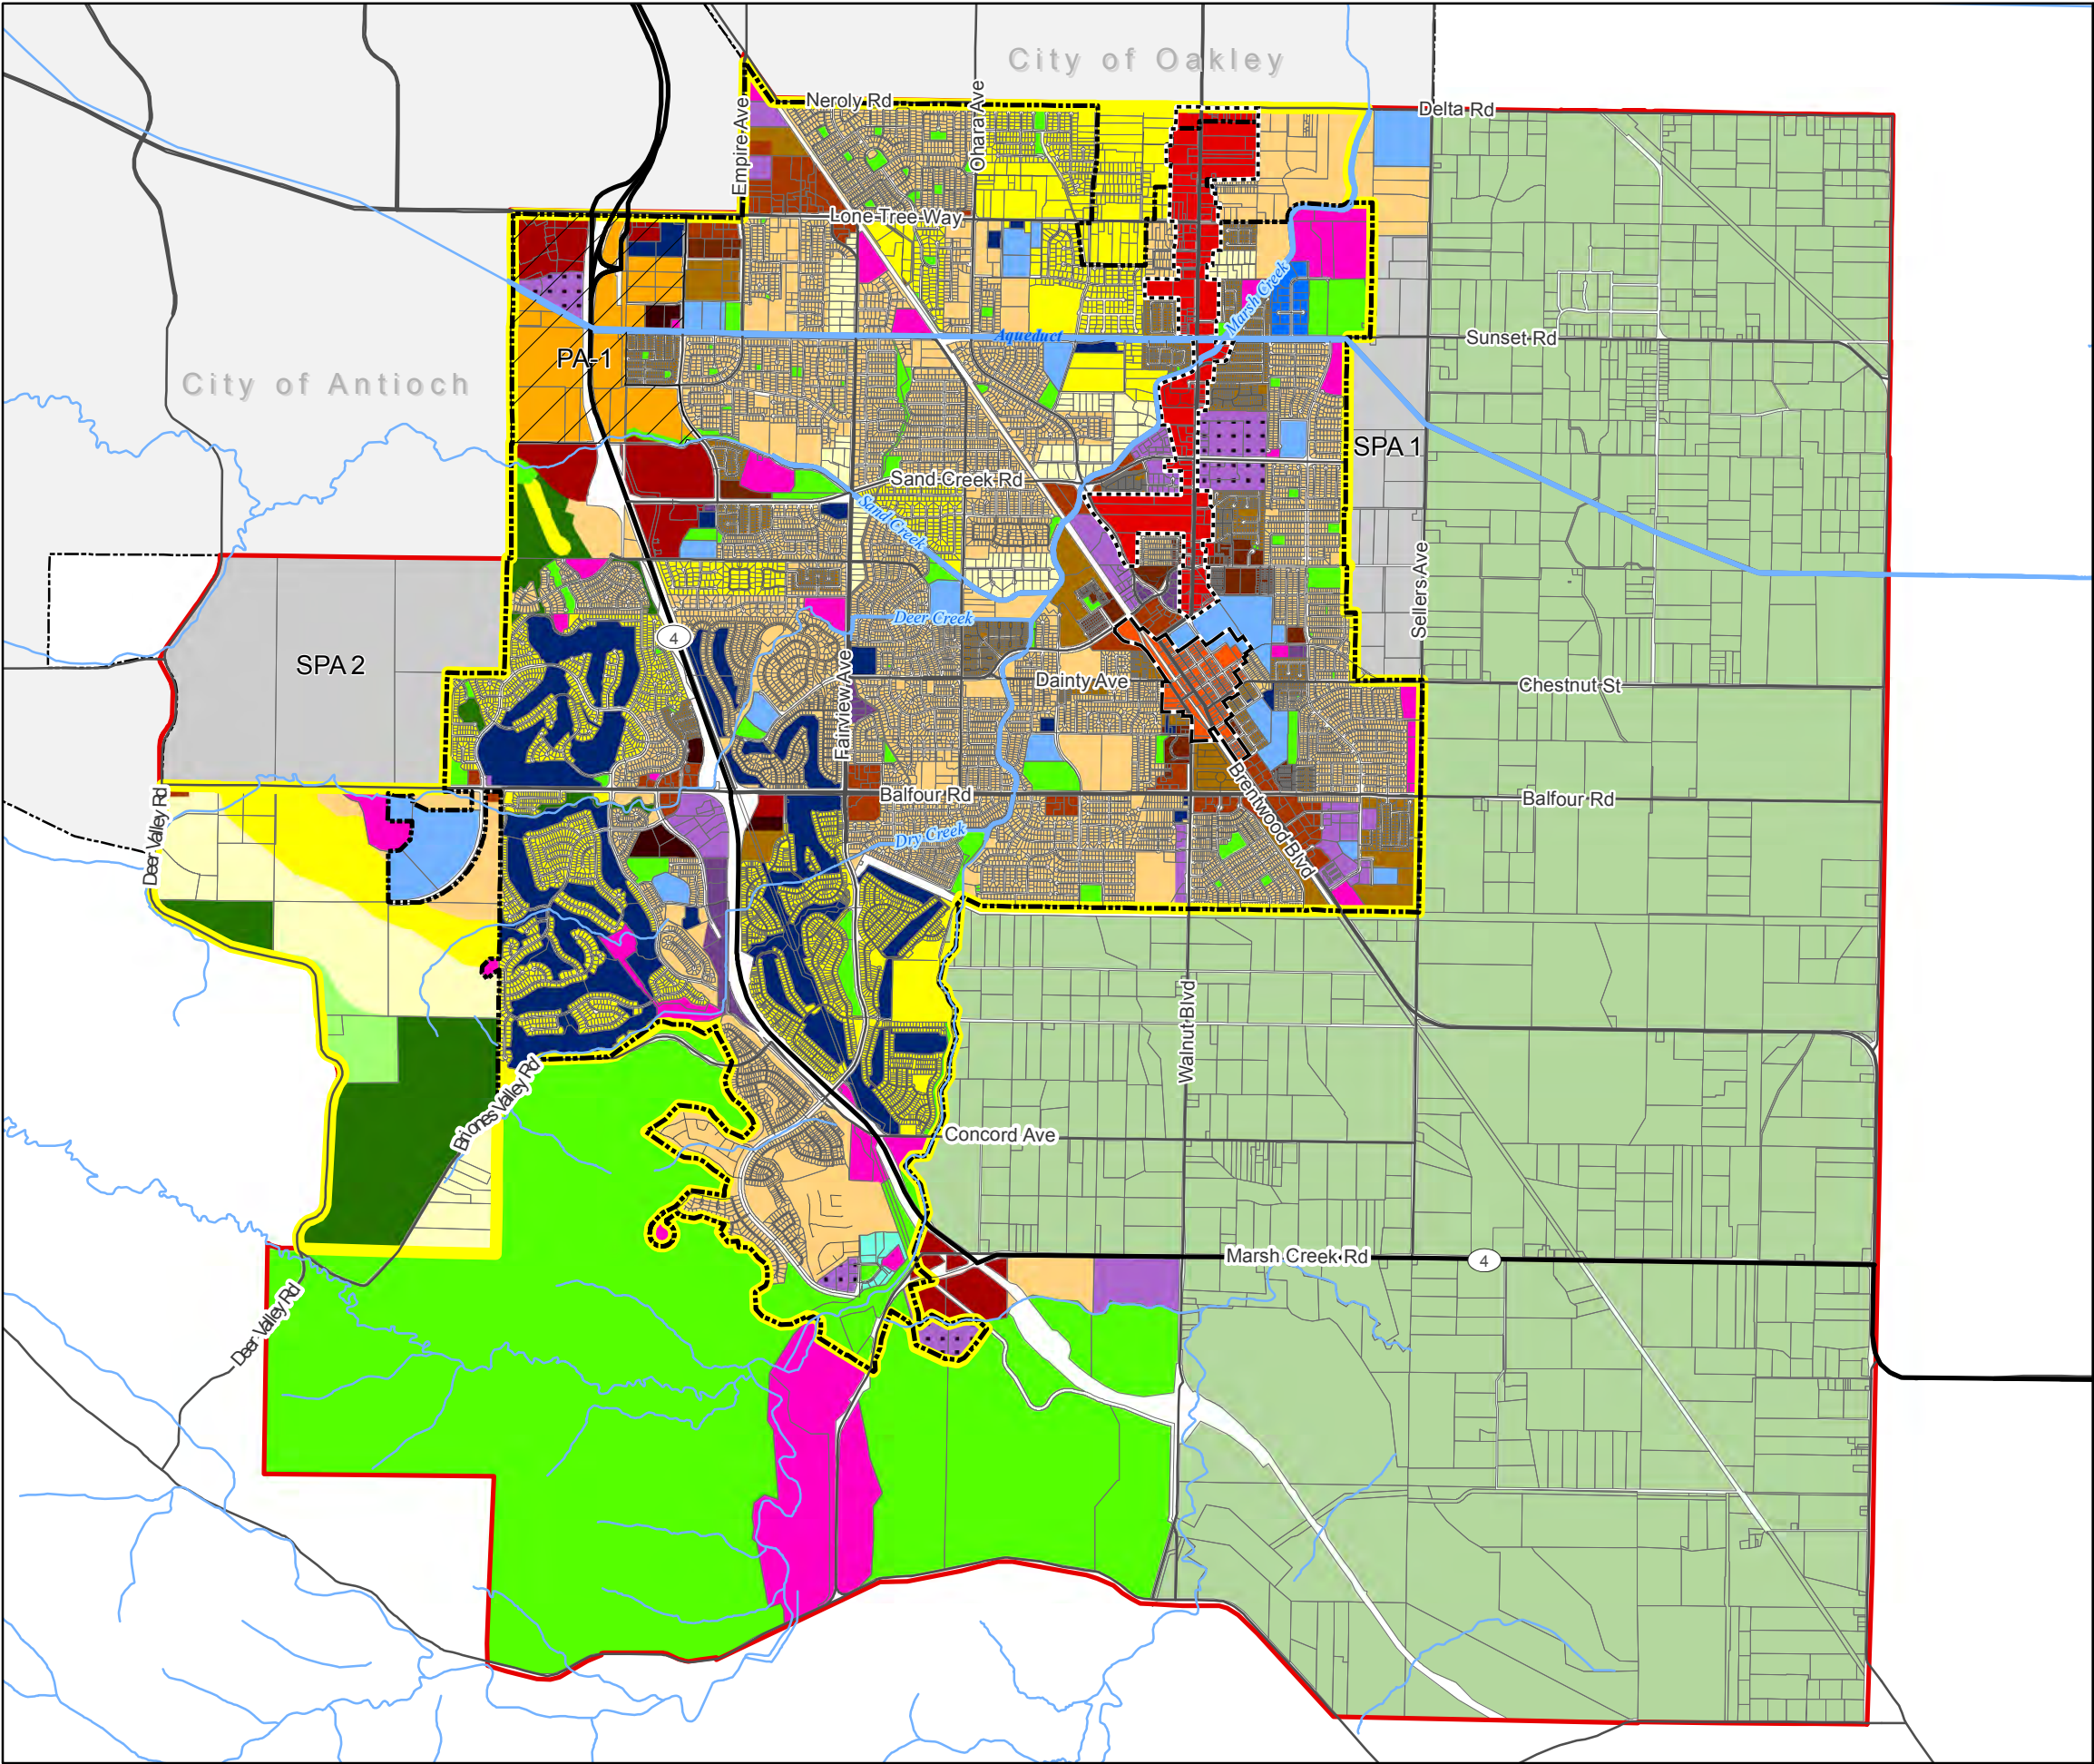 City of Oakley
Neroly Rd
Delta Rd
Empire Ave
Ohara Ave
Lone Tree Way
Marsh Creek
Aqueduct
Sunset Rd
PA-1
City of Antioch
SPA 1
Sand Creek Rd
Sand Creek
Sellers Ave
Deer Creek
4
SPA 2
Dainty Ave
Chestnut St
Fairview Ave
Balfour Rd
Balfour Rd
Brentwood Blvd
Deer Valley Rd
Dry Creek
Walnut Blvd
Briones Valley Rd
Concord Ave
Marsh Creek Rd
4
Deer Valley Rd